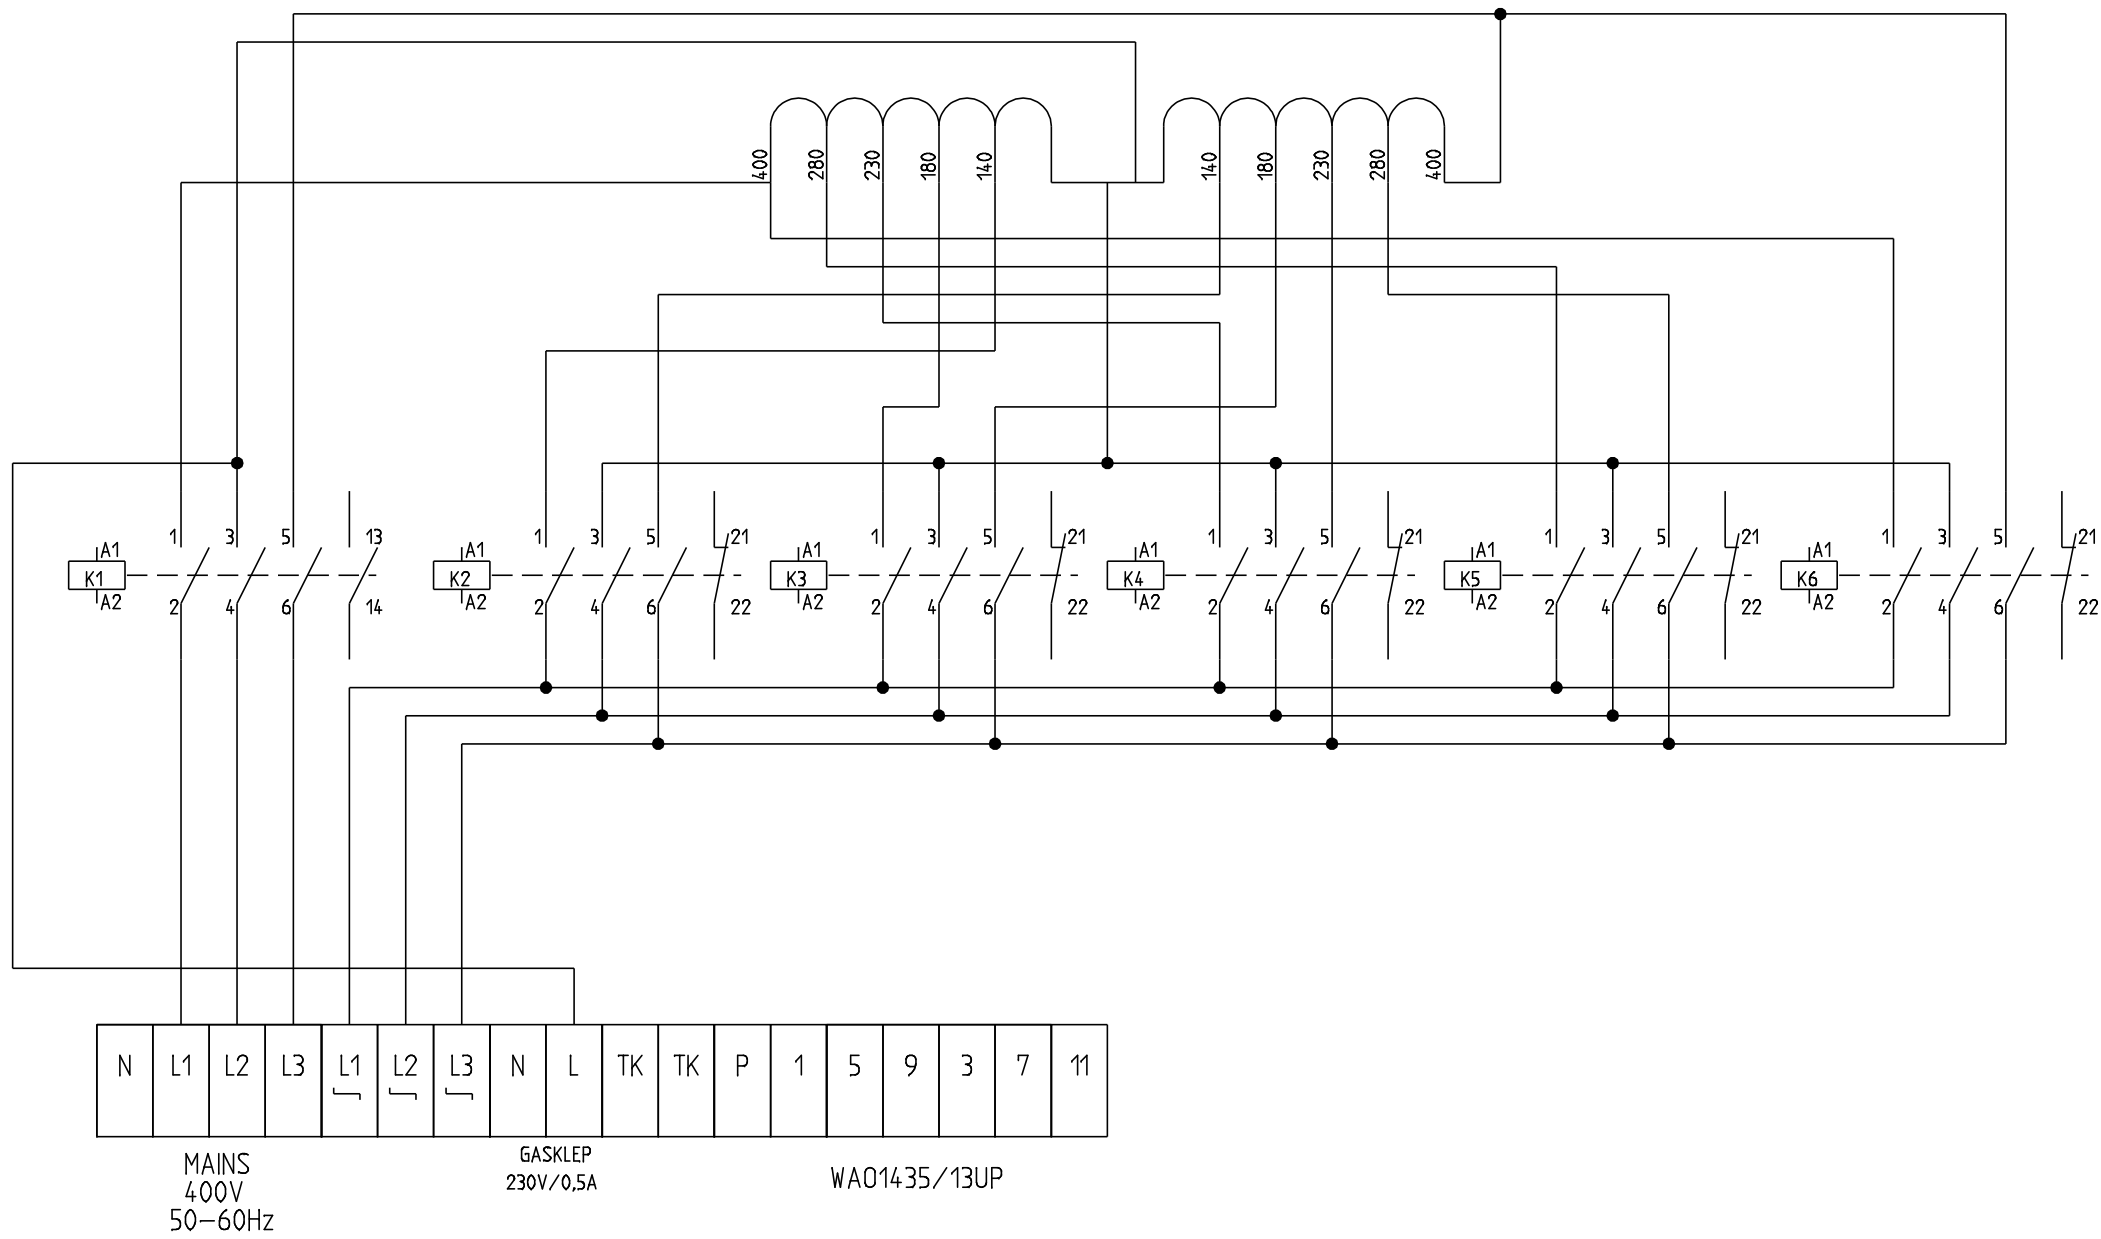 400 280 230 180 140 140 180 230 280 400
1 3 5 13 1 3 5 21 1 3 5 21 1 3 5 21 1 3 5 21 1 3 5 21
A1 A1 A1 A1 A1 A1
K1 K2 K3 K4 K5 K6
A2 A2 A2 A2 A2 A2
2 4 6 14 2 4 6 22 2 4 6 22 2 4 6 22 2 4 6 22 2 4 6 22
N L1 L2 L3 L1 L2 L3 N L TK TK P 1 5 9 3 7 11
MAINS
400V
50-60Hz
GASKLEP
230V/0,5A
WAO1435/13UP